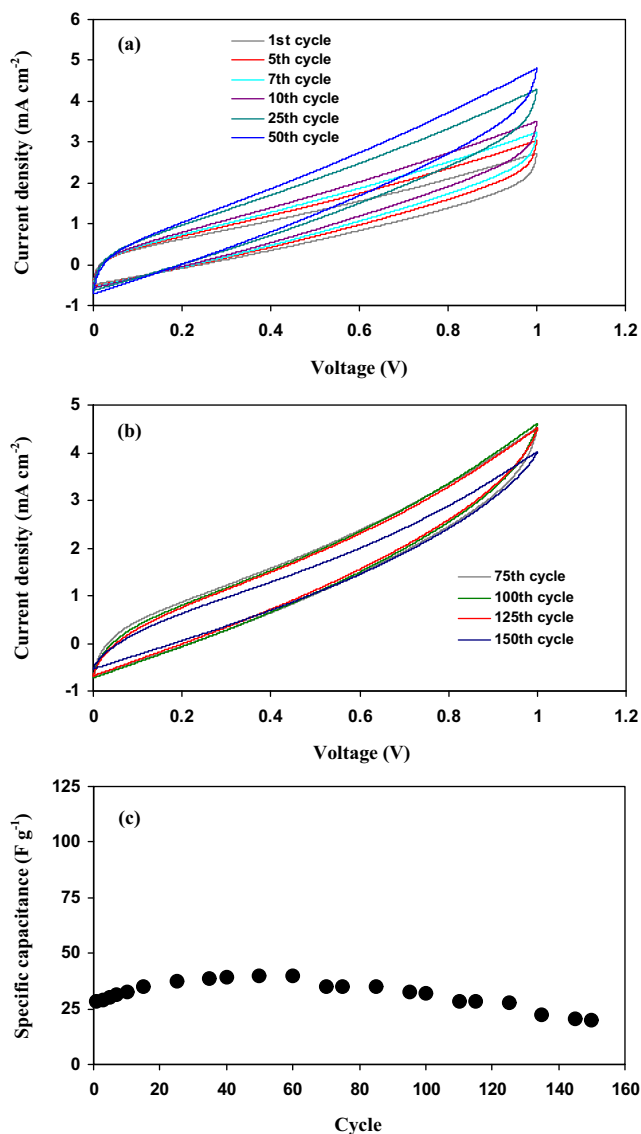 (a)
1st cycle
5th cycle
7th cycle
10th cycle
25th cycle
50th cycle
Current density (mA cm⁻²)
6
5
4
3
2
1
0
-1
0 0.2 0.4 0.6 0.8 1 1.2
Voltage (V)
(b)
75th cycle
100th cycle
125th cycle
150th cycle
Current density (mA cm⁻²)
5
4
3
2
1
0
-1
0 0.2 0.4 0.6 0.8 1 1.2
Voltage (V)
(c)
Specific capacitance (F g⁻¹)
125
100
75
50
25
0
0 20 40 60 80 100 120 140 160
Cycle